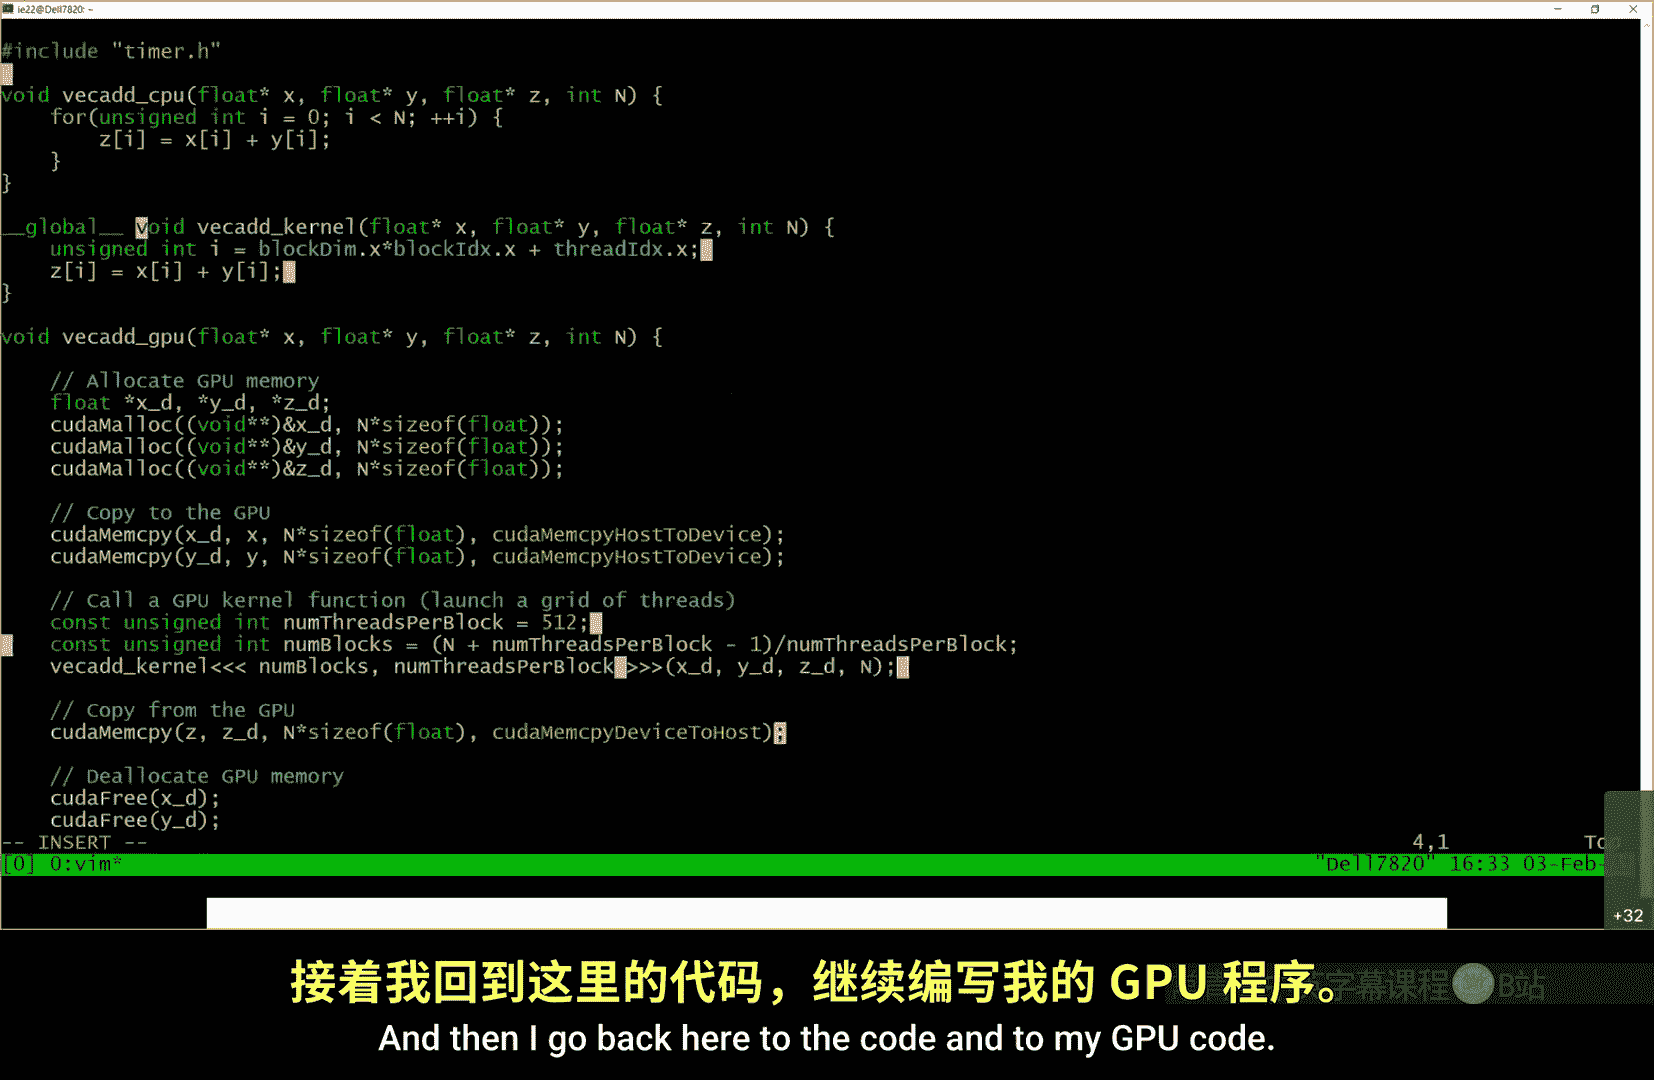 ie22@Dell7820: ~
#include "timer.h"
void vecadd_cpu(float* x, float* y, float* z, int N) {
    for(unsigned int i = 0; i < N; ++i) {
        z[i] = x[i] + y[i];
    }
}
__global__ void vecadd_kernel(float* x, float* y, float* z, int N) {
    unsigned int i = blockDim.x*blockIdx.x + threadIdx.x;
    z[i] = x[i] + y[i];
}
void vecadd_gpu(float* x, float* y, float* z, int N) {
    // Allocate GPU memory
    float *x_d, *y_d, *z_d;
    cudaMalloc((void**)&x_d, N*sizeof(float));
    cudaMalloc((void**)&y_d, N*sizeof(float));
    cudaMalloc((void**)&z_d, N*sizeof(float));
    // Copy to the GPU
    cudaMemcpy(x_d, x, N*sizeof(float), cudaMemcpyHostToDevice);
    cudaMemcpy(y_d, y, N*sizeof(float), cudaMemcpyHostToDevice);
    // Call a GPU kernel function (launch a grid of threads)
    const unsigned int numThreadsPerBlock = 512;
    const unsigned int numBlocks = (N + numThreadsPerBlock - 1)/numThreadsPerBlock;
    vecadd_kernel<<< numBlocks, numThreadsPerBlock >>>(x_d, y_d, z_d, N);
    // Copy from the GPU
    cudaMemcpy(z, z_d, N*sizeof(float), cudaMemcpyDeviceToHost);
    // Deallocate GPU memory
    cudaFree(x_d);
    cudaFree(y_d);
-- INSERT -- 4,1 Top
[0] 0:vim* "Dell7820" 16:33 03-Feb-
+32
接着我回到这里的代码，继续编写我的 GPU 程序。
字幕课程 B站
And then I go back here to the code and to my GPU code.